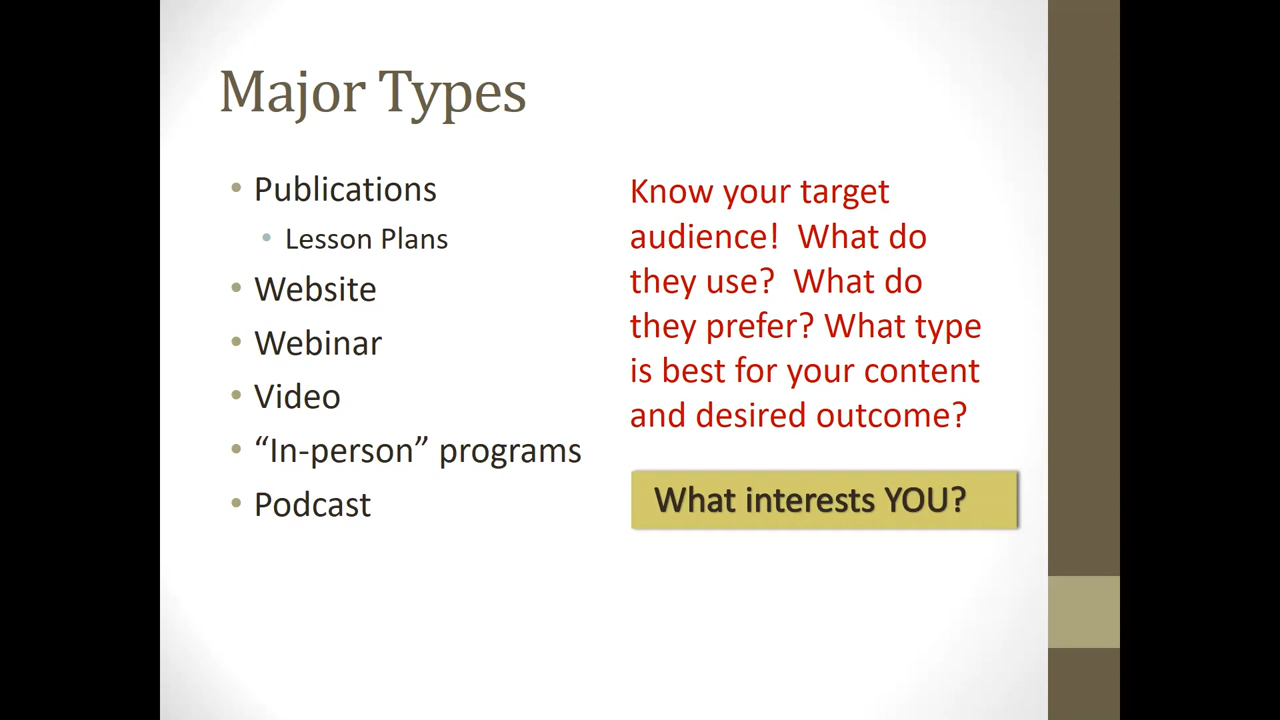 Major Types
• Publications
• Lesson Plans
• Website
• Webinar
• Video
• “In-person” programs
• Podcast
Know your target
audience!  What do
they use?  What do
they prefer? What type
is best for your content
and desired outcome?
What interests YOU?